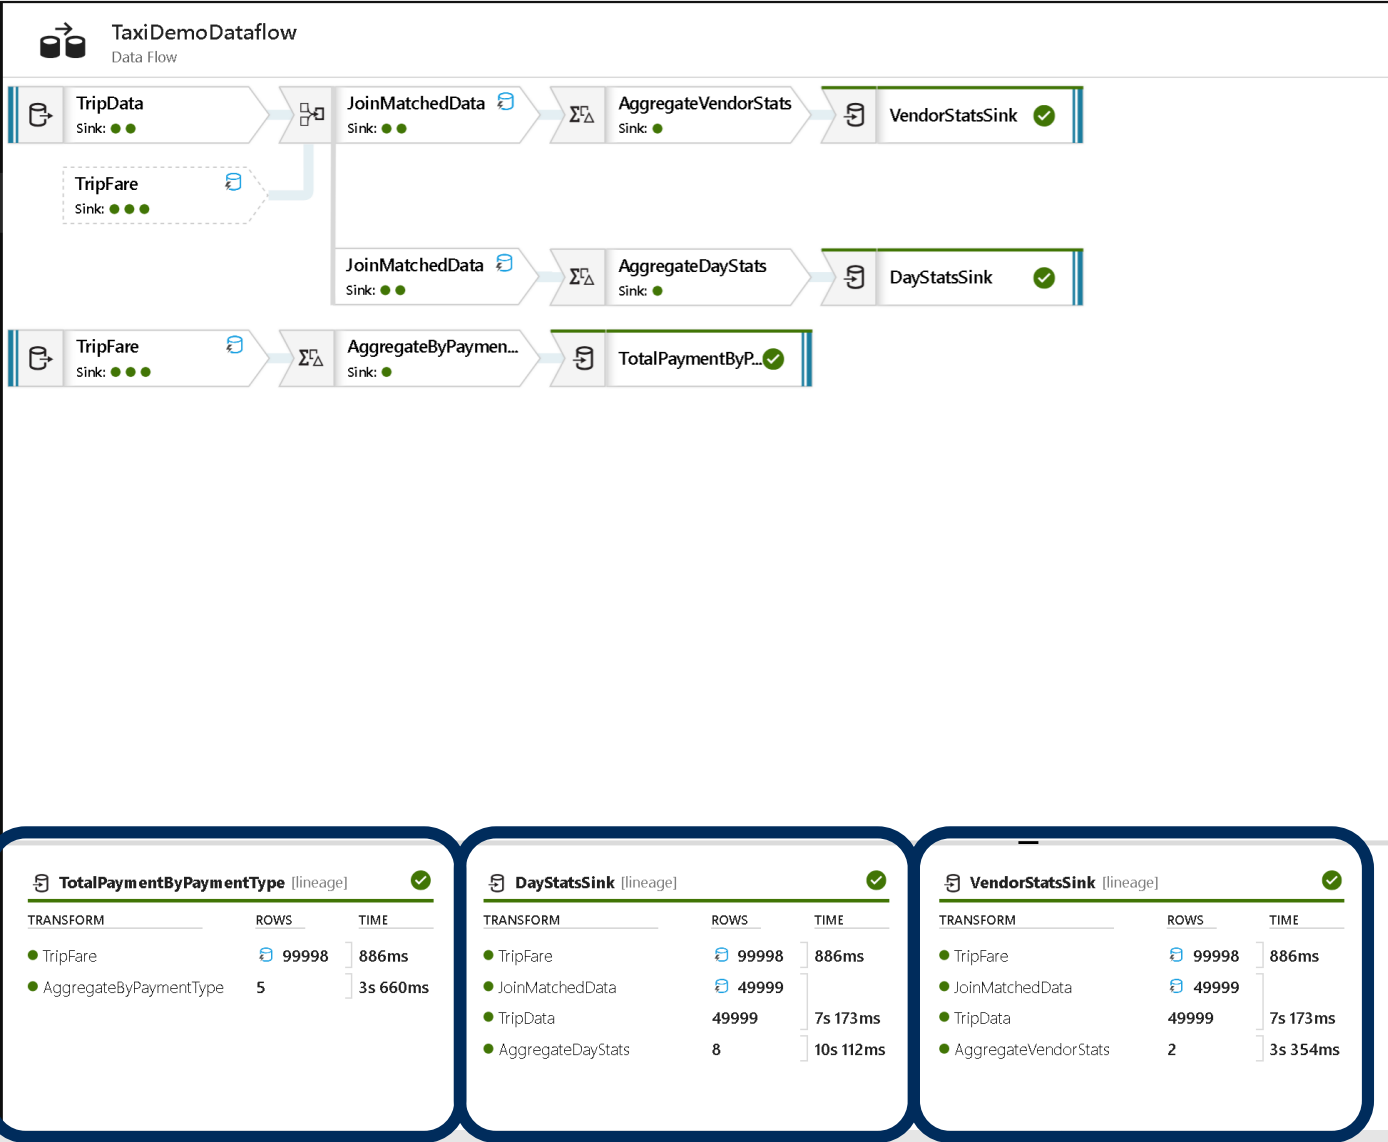 TaxiDemoDataflow
Data Flow
TripData
Sink:
JoinMatchedData
Sink:
AggregateVendorStats
Sink:
VendorStatsSink
TripFare
Sink:
JoinMatchedData
Sink:
AggregateDayStats
Sink:
DayStatsSink
TripFare
Sink:
AggregateByPaymen...
Sink:
TotalPaymentByP...
TotalPaymentByPaymentType [lineage]
TRANSFORM ROWS TIME
TripFare 99998 886ms
AggregateByPaymentType 5 3s 660ms
DayStatsSink [lineage]
TRANSFORM ROWS TIME
TripFare 99998 886ms
JoinMatchedData 49999
TripData 49999 7s 173ms
AggregateDayStats 8 10s 112ms
VendorStatsSink [lineage]
TRANSFORM ROWS TIME
TripFare 99998 886ms
JoinMatchedData 49999
TripData 49999 7s 173ms
AggregateVendorStats 2 3s 354ms